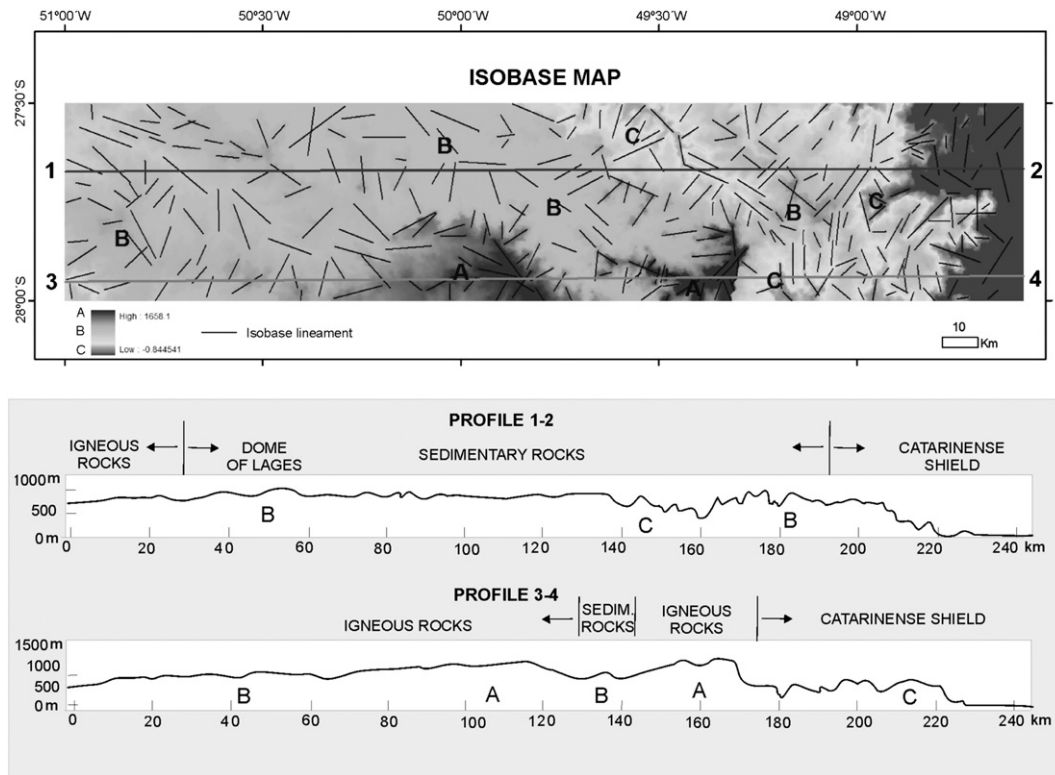 51°00´W 50°30´W 50°00´W 49°30´W 49°00´W
ISOBASE MAP
27°30´S
28°00´S
C
B
1
2
B
B
C
B
A
A
C
3
4
A
B
C
High : 1658.1
Low : -0.844541
Isobase lineament
10
Km
PROFILE 1-2
IGNEOUS
ROCKS
DOME
OF LAGES
SEDIMENTARY ROCKS
CATARINENSE
SHIELD
1000 m
500
0 m
B
C
B
0 20 40 60 80 100 120 140 160 180 200 220 240 km
PROFILE 3-4
IGNEOUS ROCKS
SEDIM.
ROCKS
IGNEOUS
ROCKS
CATARINENSE SHIELD
1500 m
1000
500
0 m
B
A
B
A
C
0 20 40 60 80 100 120 140 160 180 200 220 240 km